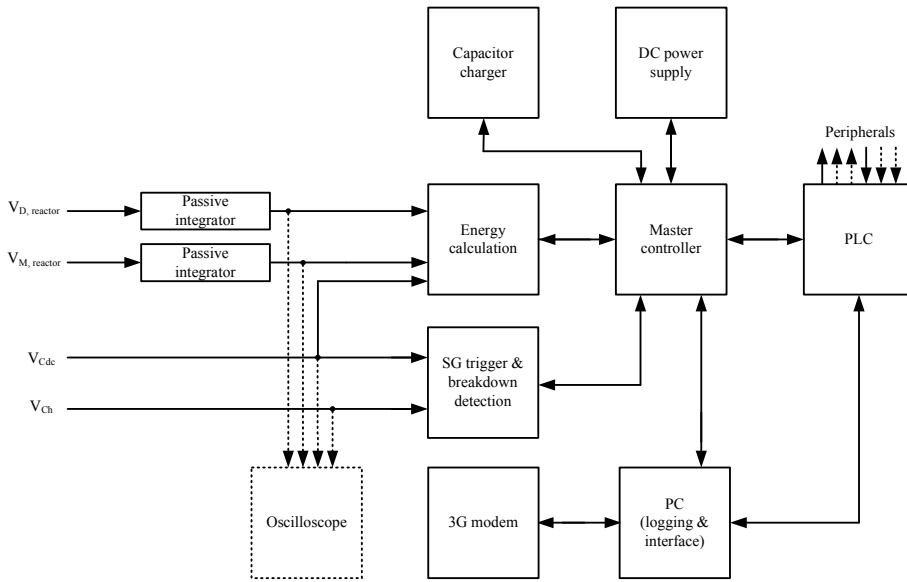 Capacitor
charger
DC power
supply
Peripherals
V_D, reactor
Passive
integrator
V_M, reactor
Passive
integrator
Energy
calculation
Master
controller
PLC
V_Cdc
V_Ch
SG trigger &
breakdown
detection
Oscilloscope
3G modem
PC
(logging &
interface)